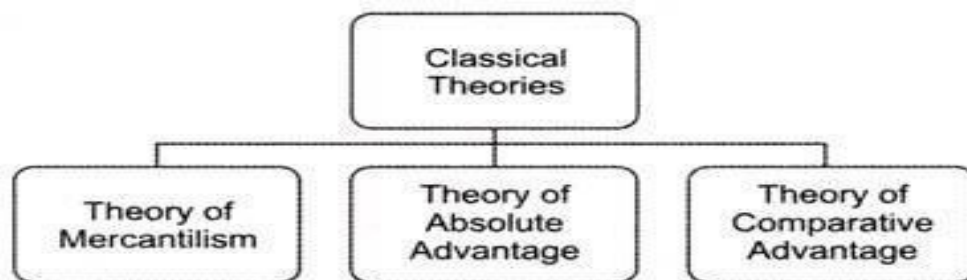 Classical
Theories
Theory of
Mercantilism
Theory of
Absolute
Advantage
Theory of
Comparative
Advantage